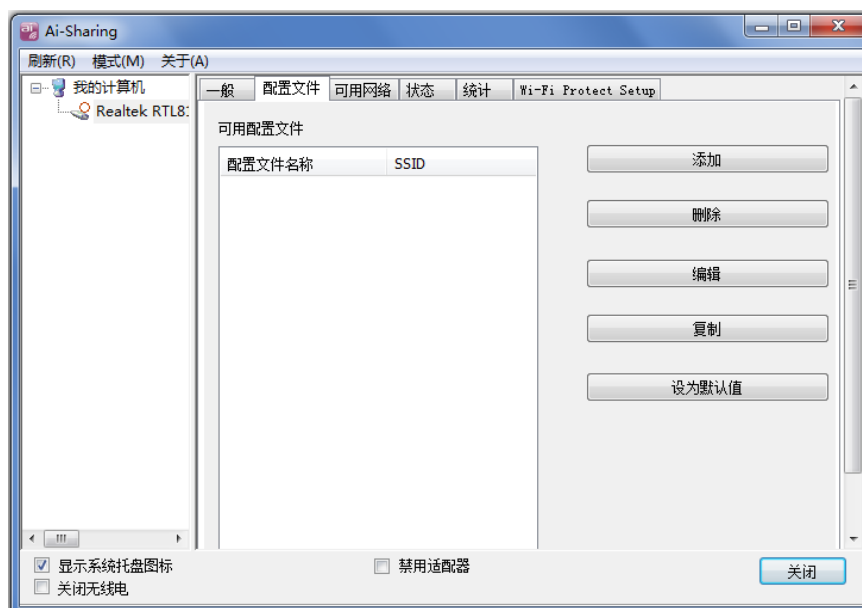 Ai-Sharing
刷新(R) 模式(M) 关于(A)
我的计算机
Realtek RTL81
一般 配置文件 可用网络 状态 统计 Wi-Fi Protect Setup
可用配置文件
配置文件名称 SSID
添加
删除
编辑
复制
设为默认值
显示系统托盘图标 禁用适配器
关闭无线电
关闭